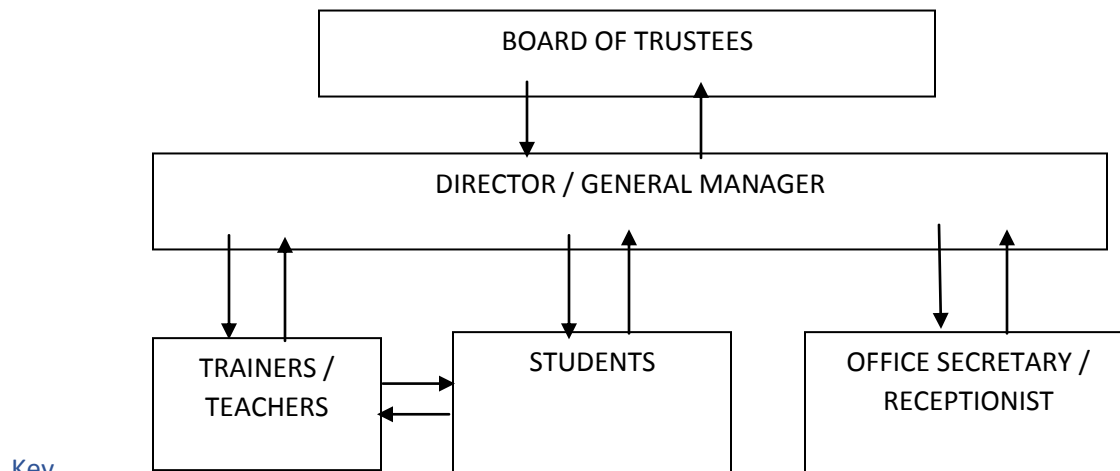 BOARD OF TRUSTEES
DIRECTOR / GENERAL MANAGER
TRAINERS /
TEACHERS
STUDENTS
OFFICE SECRETARY /
RECEPTIONIST
Key